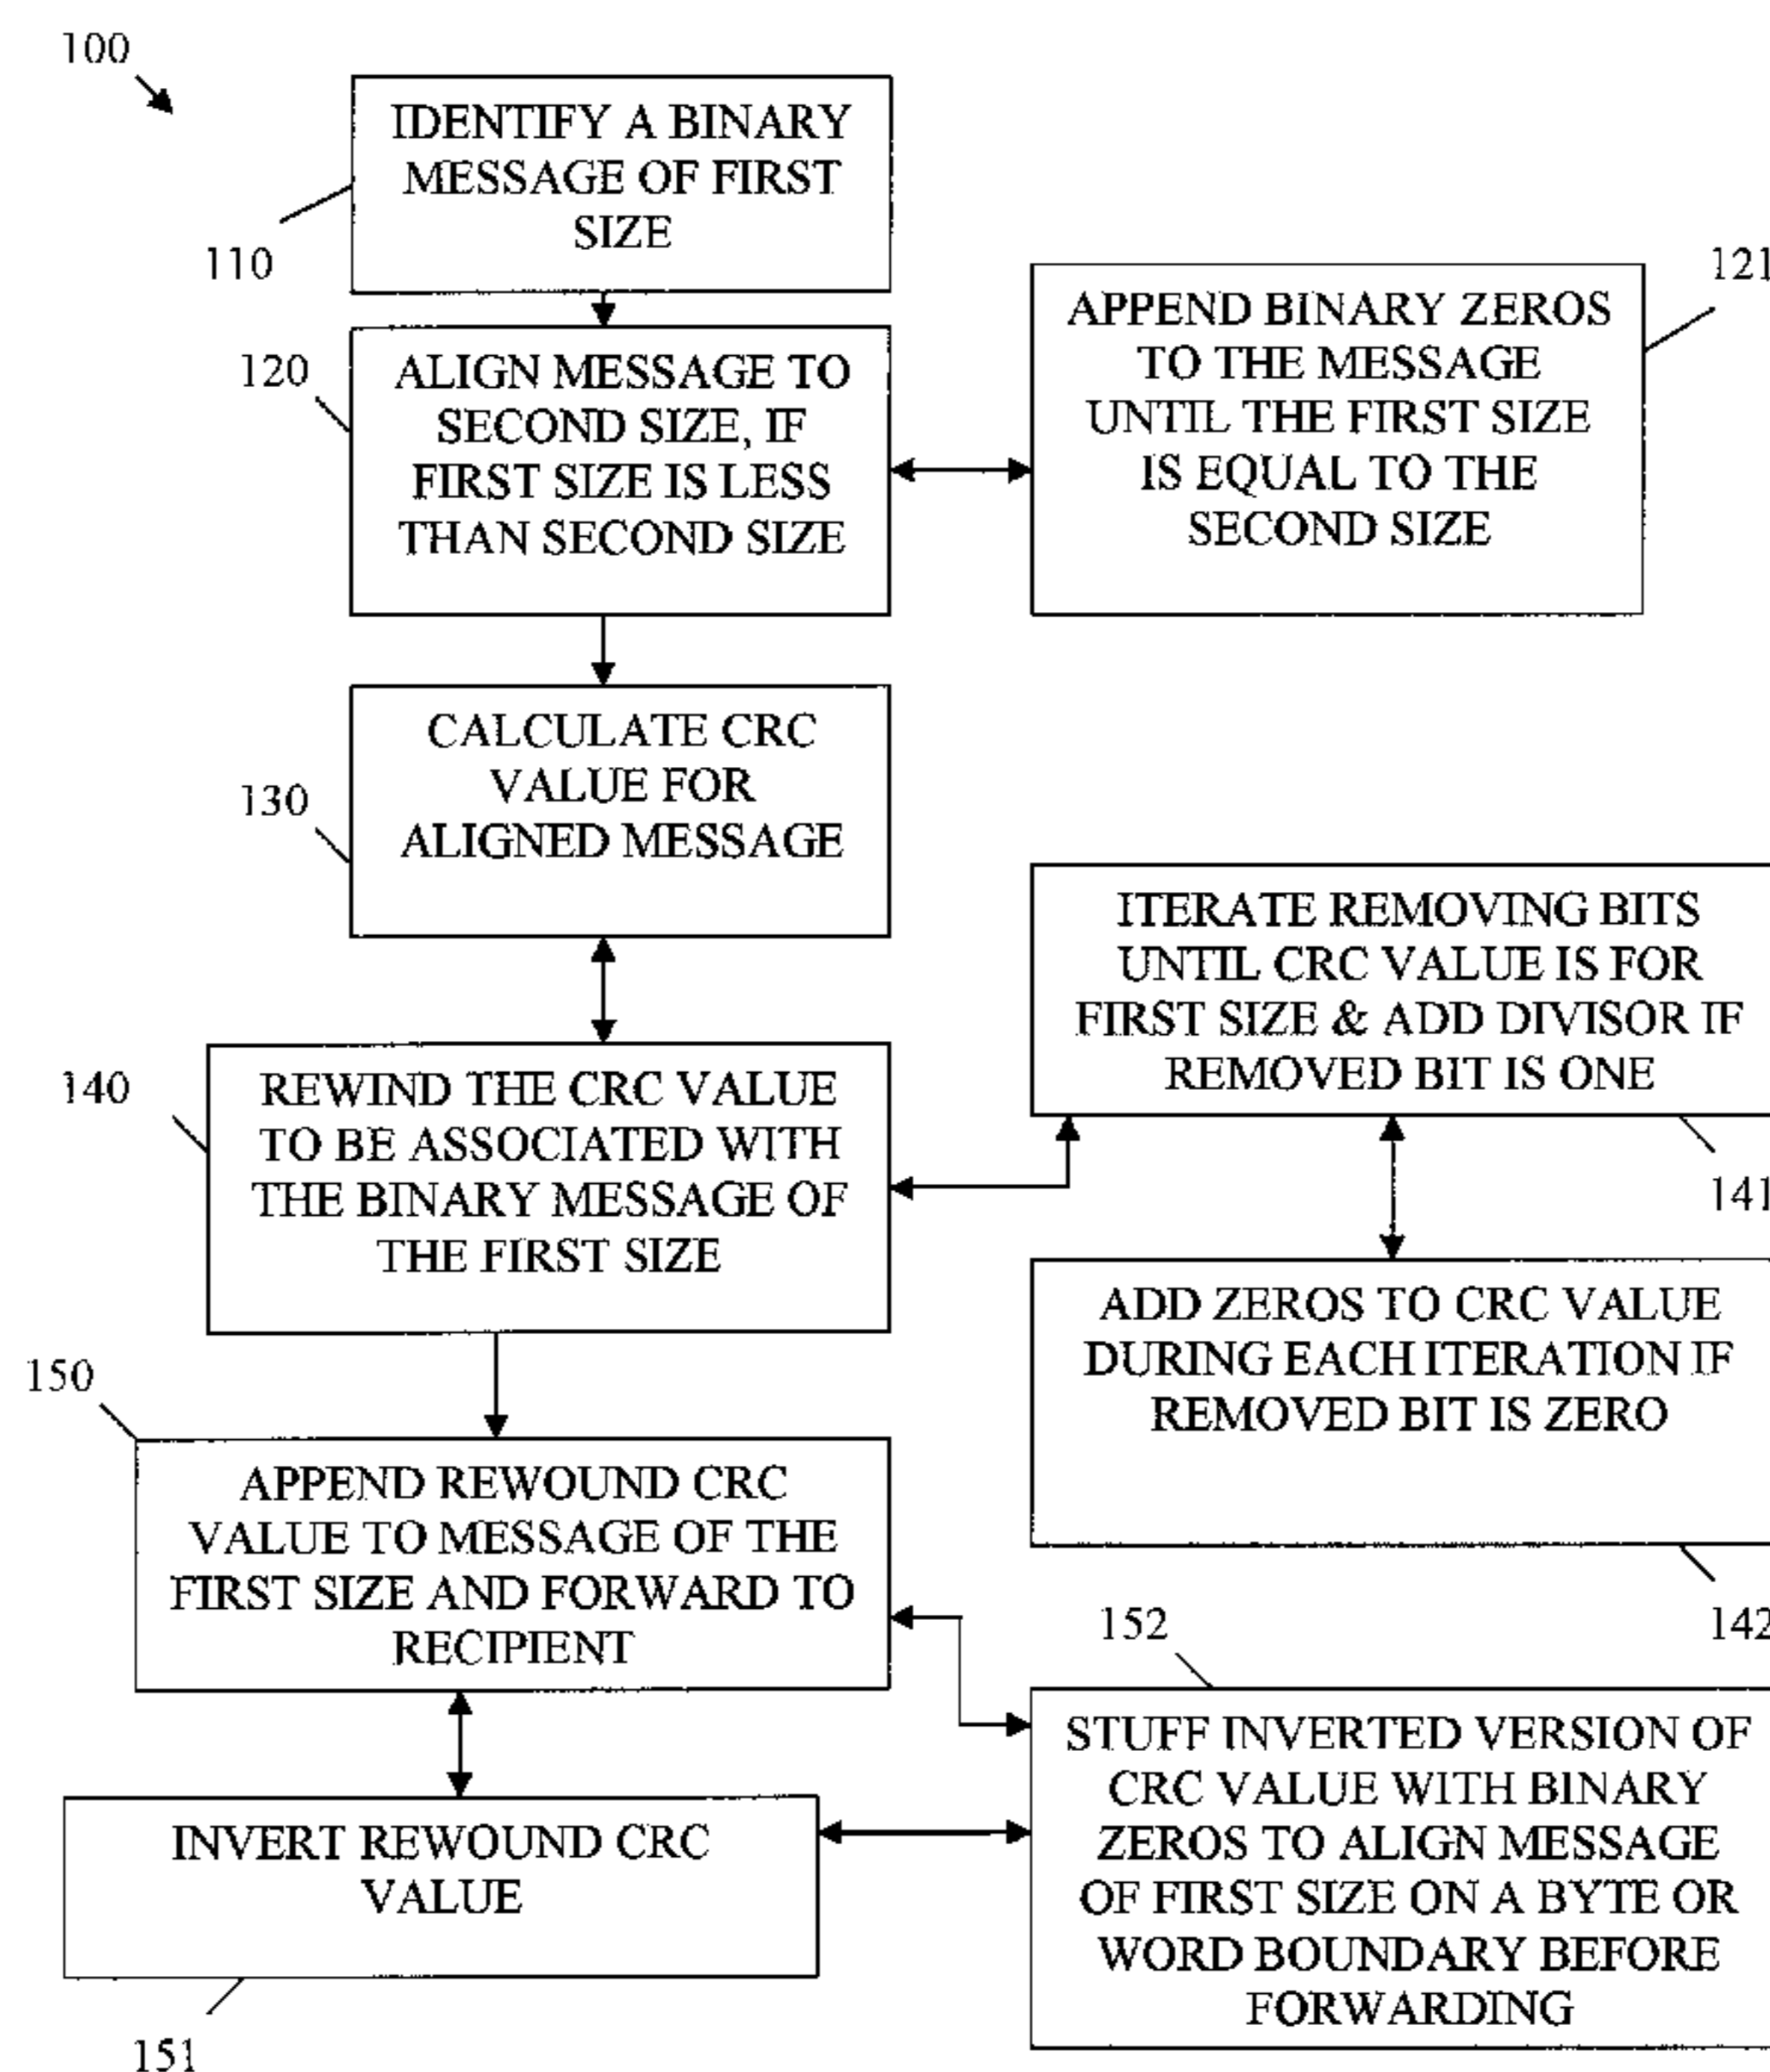 100
IDENTIFY A BINARY
MESSAGE OF FIRST
SIZE
110
120
ALIGN MESSAGE TO
SECOND SIZE, IF
FIRST SIZE IS LESS
THAN SECOND SIZE
121
APPEND BINARY ZEROS
TO THE MESSAGE
UNTIL THE FIRST SIZE
IS EQUAL TO THE
SECOND SIZE
130
CALCULATE CRC
VALUE FOR
ALIGNED MESSAGE
140
REWIND THE CRC VALUE
TO BE ASSOCIATED WITH
THE BINARY MESSAGE OF
THE FIRST SIZE
ITERATE REMOVING BITS
UNTIL CRC VALUE IS FOR
FIRST SIZE & ADD DIVISOR IF
REMOVED BIT IS ONE
141
ADD ZEROS TO CRC VALUE
DURING EACH ITERATION IF
REMOVED BIT IS ZERO
142
150
APPEND REWOUND CRC
VALUE TO MESSAGE OF THE
FIRST SIZE AND FORWARD TO
RECIPIENT
INVERT REWOUND CRC
VALUE
151
152
STUFF INVERTED VERSION OF
CRC VALUE WITH BINARY
ZEROS TO ALIGN MESSAGE
OF FIRST SIZE ON A BYTE OR
WORD BOUNDARY BEFORE
FORWARDING